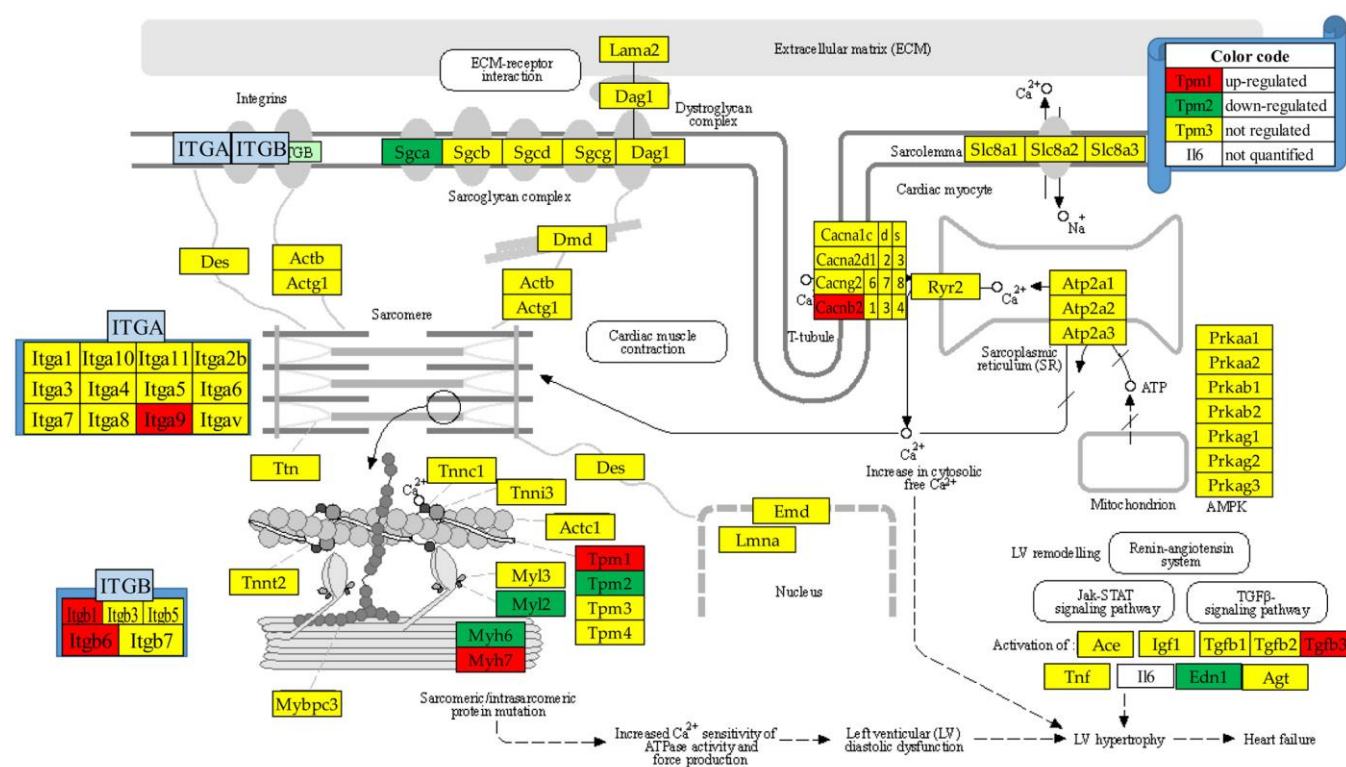 Extracellular matrix (ECM)
ECM-receptor
interaction
Lama2
Dag1
Dystroglycan
complex
Integrins
ITGA
ITGB
TGB
Sgca
Sgcb
Sgcd
Sgcg
Dag1
Sarcoglycan complex
Sarcolemma
Slc8a1
Slc8a2
Slc8a3
Ca2+
Cardiac myocyte
Na+
Color code
Tpm1 up-regulated
Tpm2 down-regulated
Tpm3 not regulated
Il6 not quantified
Des
Actb
Actg1
Dmd
Actb
Actg1
Cacna1c d s
Cacna2d1 2 3
Cacng2 6 7 8
Cacnb2 1 3 4
Ca
T-tubule
Ryr2
Ca2+
Atp2a1
Atp2a2
Atp2a3
Sarcoplasmic
reticulum (SR)
ATP
Mitochondrion
Prkaa1
Prkaa2
Prkab1
Prkab2
Prkag1
Prkag2
Prkag3
AMPK
Sarcomere
Cardiac muscle
contraction
ITGA
Itga1 Itga10 Itga11 Itga2b
Itga3 Itga4 Itga5 Itga6
Itga7 Itga8 Itga9 Itgav
Ttn
Ca2+
Increase in cytosolic
free Ca2+
Des
Emd
Lmna
Nucleus
Ca2+
Tnnc1
Tnni3
Actc1
Tpm1
Tpm2
Tpm3
Tpm4
Tnnt2
Myl3
Myl2
Myh6
Myh7
Mybpc3
ITGB
Itgb1 Itgb3 Itgb5
Itgb6 Itgb7
LV remodelling
Renin-angiotensin
system
Jak-STAT
signaling pathway
TGFβ-
signaling pathway
Activation of :
Ace
Igf1
Tgfb1
Tgfb2
Tgfb3
Tnf
Il6
Edn1
Agt
Sarcomeric/intrasarcomeric
protein mutation
Increased Ca2+ sensitivity of
ATPase activity and
force production
Left venticular (LV)
diastolic dysfunction
LV hypertrophy
Heart failure